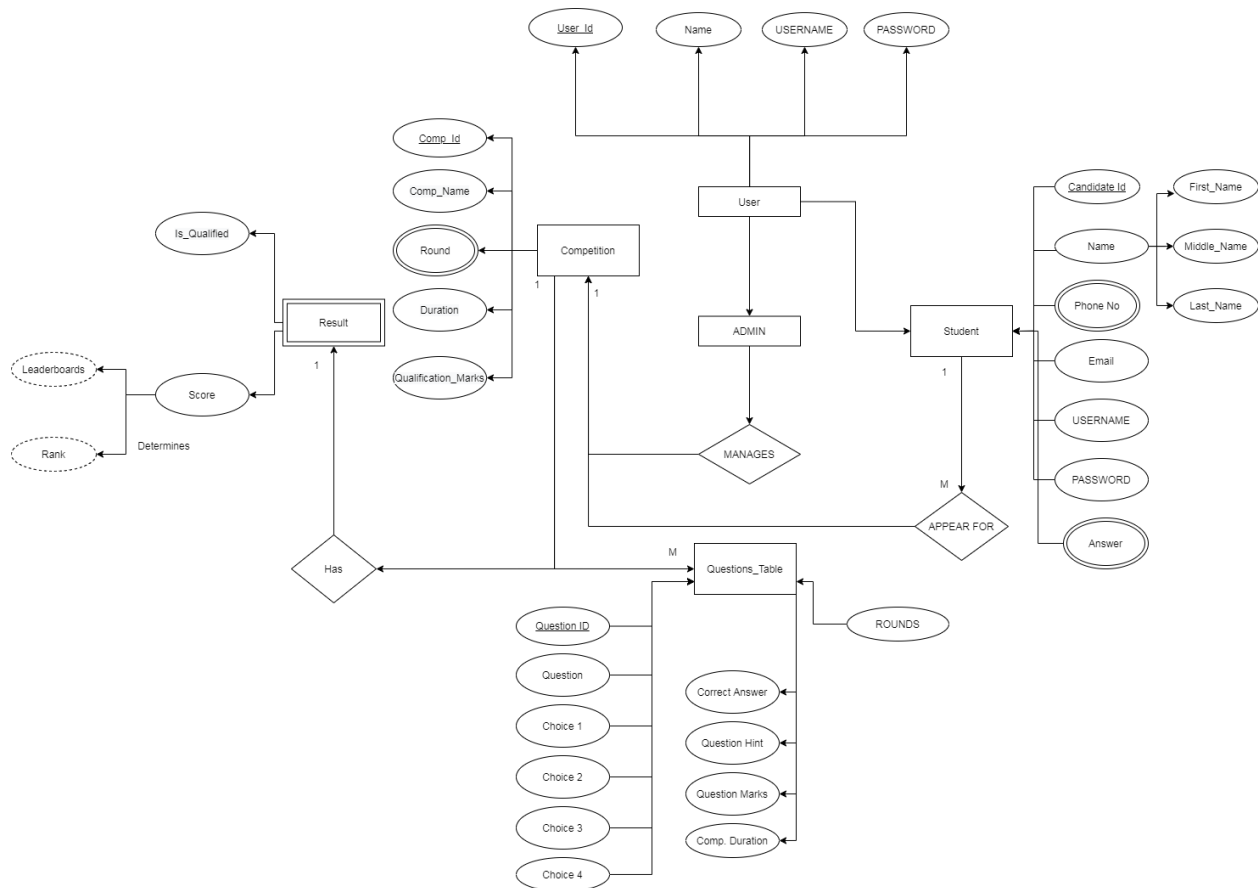 User_Id
Name
USERNAME
PASSWORD
Comp_Id
Comp_Name
Round
Duration
Qualification_Marks
Competition
1
1
User
ADMIN
MANAGES
Candidate Id
Name
Phone No
Email
USERNAME
PASSWORD
Answer
First_Name
Middle_Name
Last_Name
Student
1
M
APPEAR FOR
Is_Qualified
Result
1
Leaderboards
Score
Rank
Determines
Has
M
Questions_Table
ROUNDS
Question ID
Question
Choice 1
Choice 2
Choice 3
Choice 4
Correct Answer
Question Hint
Question Marks
Comp. Duration